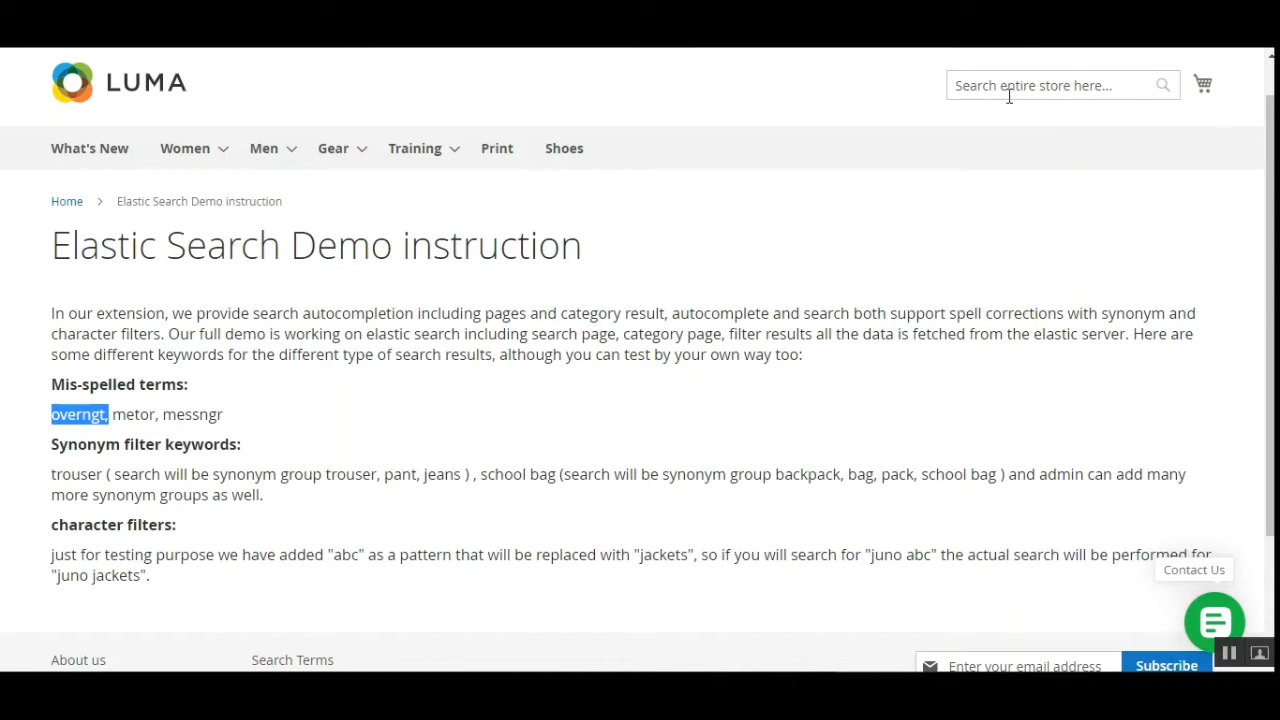 LUMA
Search entire store here...
What's New Women Men Gear Training Print Shoes
Home Elastic Search Demo instruction
Elastic Search Demo instruction
In our extension, we provide search autocompletion including pages and category result, autocomplete and search both support spell corrections with synonym and
character filters. Our full demo is working on elastic search including search page, category page, filter results all the data is fetched from the elastic server. Here are
some different keywords for the different type of search results, although you can test by your own way too:
Mis-spelled terms:
overngt, metor, messngr
Synonym filter keywords:
trouser ( search will be synonym group trouser, pant, jeans ) , school bag (search will be synonym group backpack, bag, pack, school bag ) and admin can add many
more synonym groups as well.
character filters:
just for testing purpose we have added "abc" as a pattern that will be replaced with "jackets", so if you will search for "juno abc" the actual search will be performed for
"juno jackets".
Contact Us
About us Search Terms
Enter your email address Subscribe